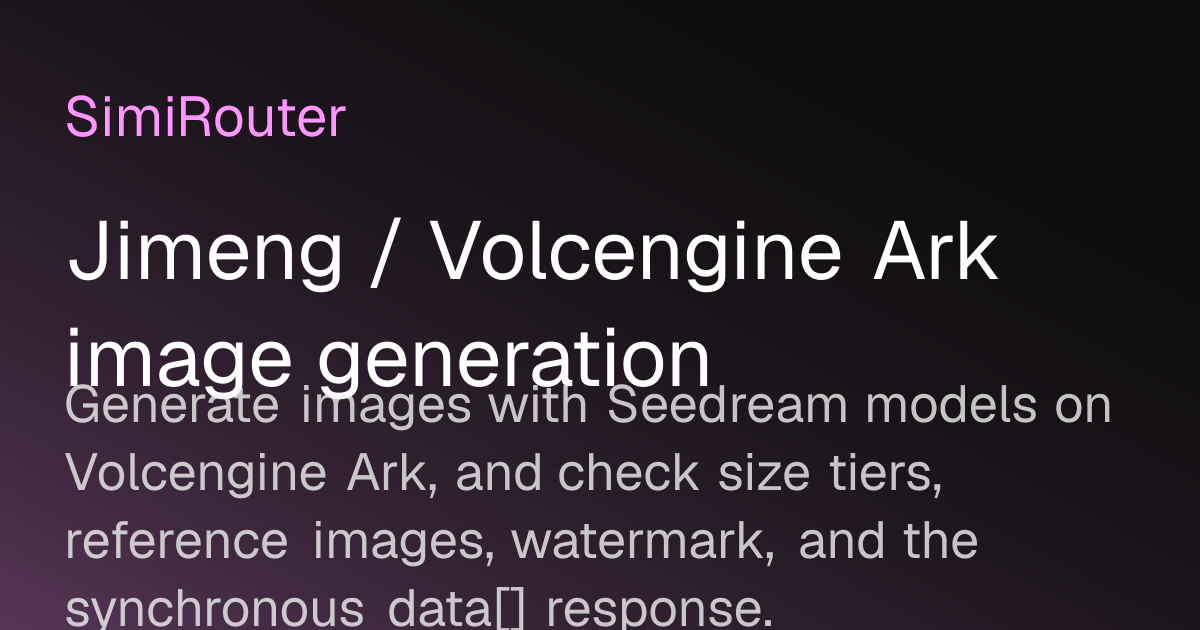 SimiRouter
Jimeng / Volcengine Ark
image generation
Generate images with Seedream models on
Volcengine Ark, and check size tiers,
reference images, watermark, and the
synchronous data[] response.